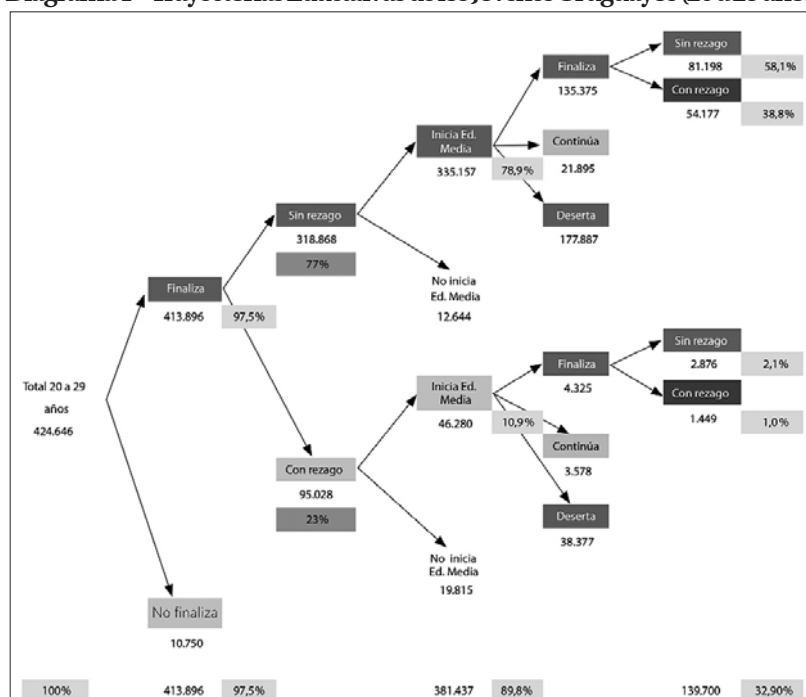 Sin rezago
81.198 58,1%
Finaliza
135.375
Con rezago
54.177 38,8%
Inicia Ed.
Media
335.157 78,9%
Continúa
21.895
Deserta
177.887
Sin rezago
318.868
77%
No inicia
Ed. Media
12.644
Finaliza
413.896 97,5%
Total 20 a 29
años
424.646
Sin rezago
2.876 2,1%
Finaliza
4.325
Con rezago
1.449 1,0%
Inicia Ed.
Media
46.280 10,9%
Continúa
3.578
Deserta
38.377
Con rezago
95.028
23%
No inicia
Ed. Media
19.815
No finaliza
10.750
100% 413.896 97,5% 381.437 89,8% 139.700 32,90%